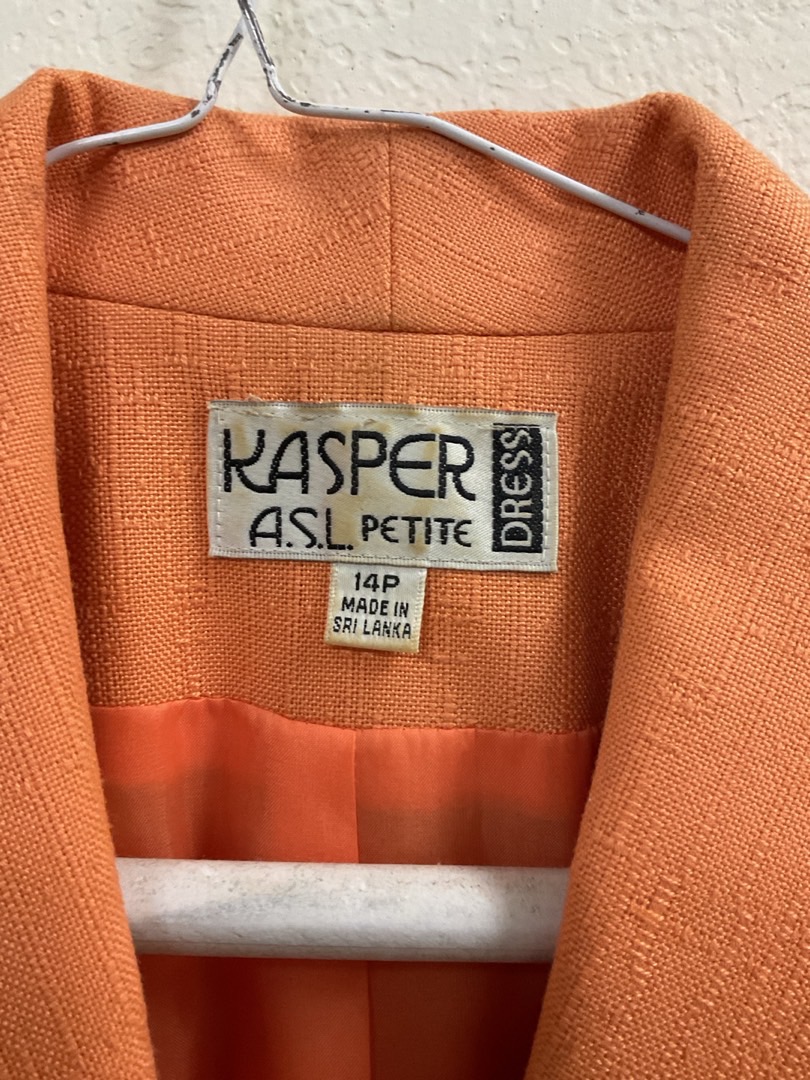 KASPER
A.S.L. PETITE
DRESS
14P
MADE IN
SRI LANKA